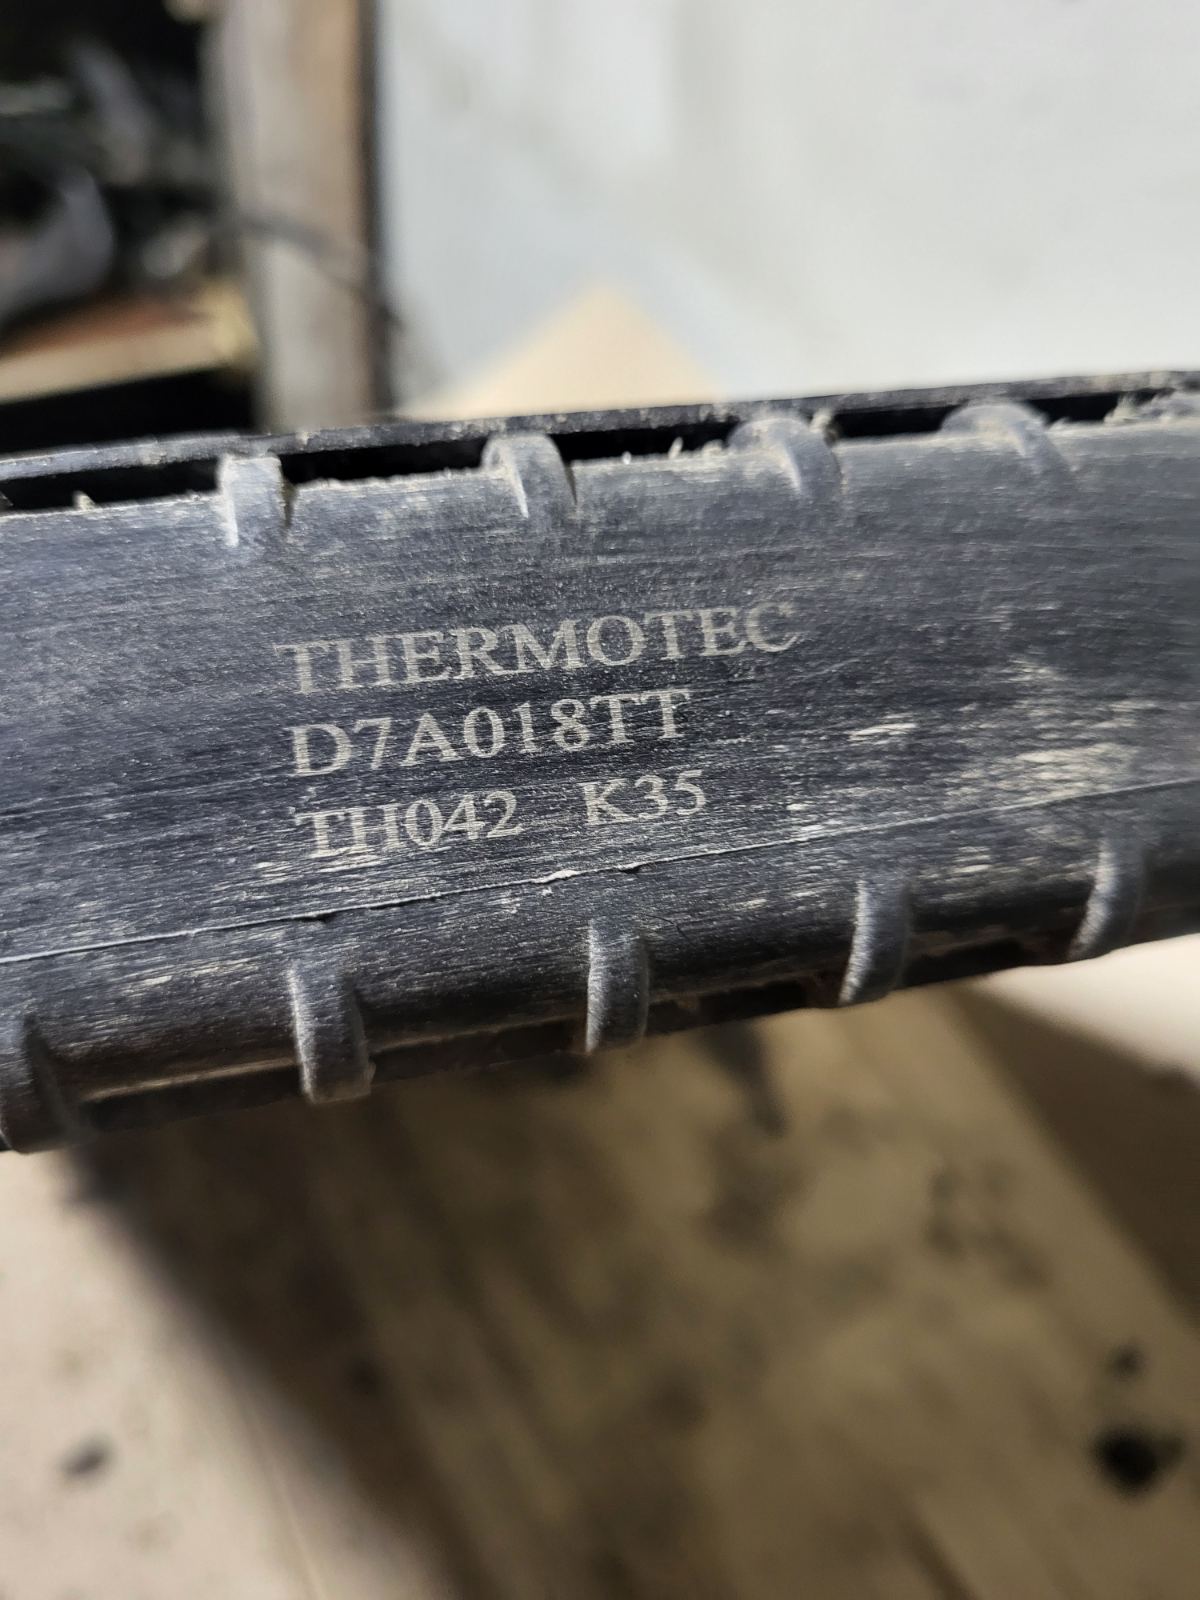 THERMOTEC
D7A018TT
TH042 K35